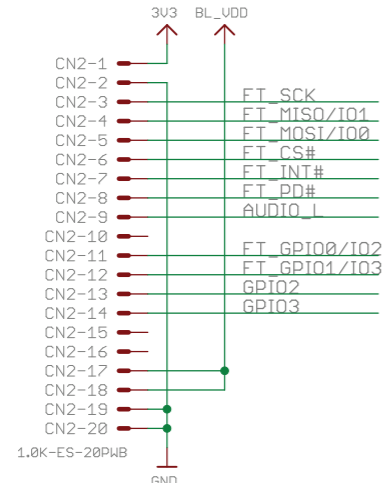 3V3 BL_VDD
CN2-1
CN2-2
CN2-3 FT_SCK
CN2-4 FT_MISO/IO1
CN2-5 FT_MOSI/IO0
CN2-6 FT_CS#
CN2-7 FT_INT#
CN2-8 FT_PD#
CN2-9 AUDIO_L
CN2-10
CN2-11 FT_GPIO0/IO2
CN2-12 FT_GPIO1/IO3
CN2-13 GPIO2
CN2-14 GPIO3
CN2-15
CN2-16
CN2-17
CN2-18
CN2-19
CN2-20
1.0K-ES-20PWB
GND